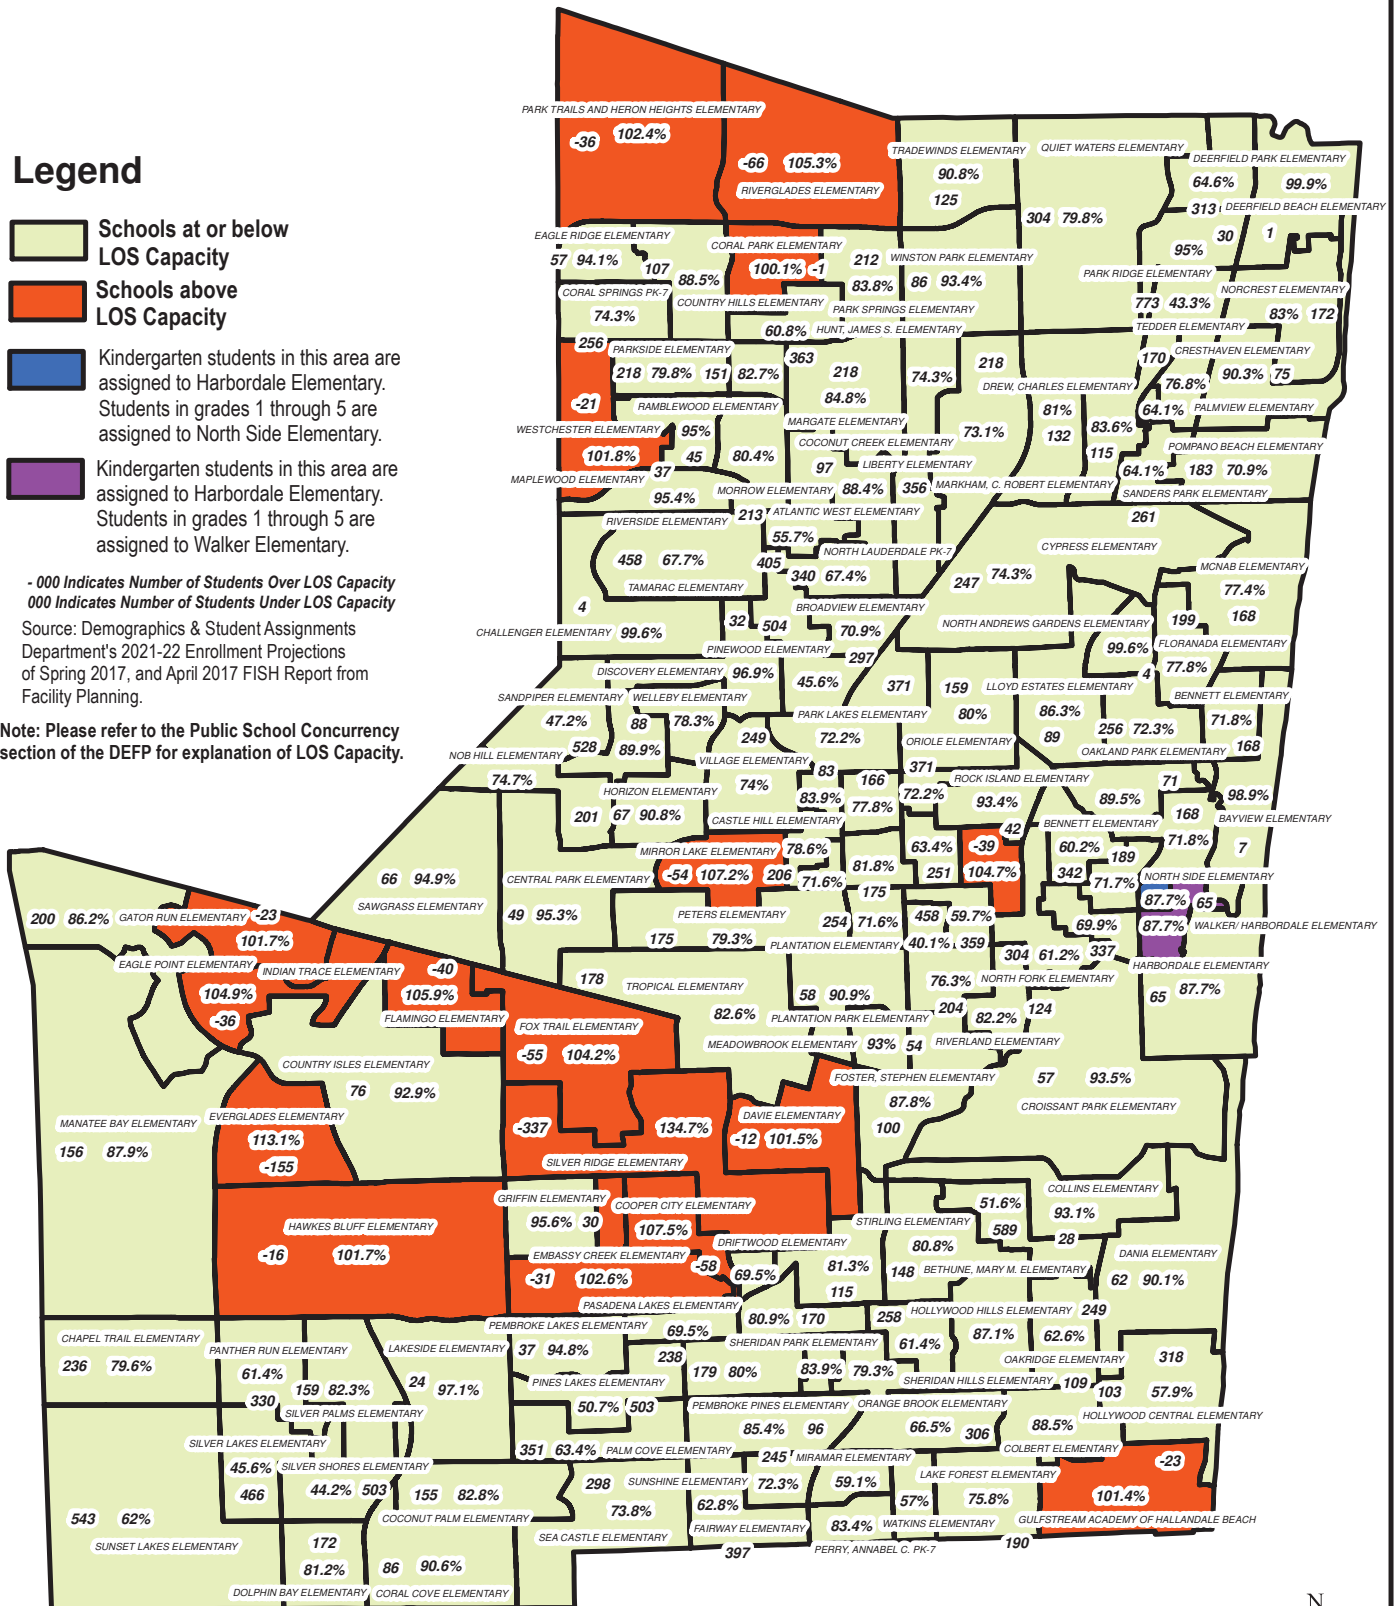 Legend
Schools at or below
LOS Capacity
Schools above
LOS Capacity
Kindergarten students in this area are
assigned to Harbordale Elementary.
Students in grades 1 through 5 are
assigned to North Side Elementary.
Kindergarten students in this area are
assigned to Harbordale Elementary.
Students in grades 1 through 5 are
assigned to Walker Elementary.
- 000 Indicates Number of Students Over LOS Capacity
000 Indicates Number of Students Under LOS Capacity
Source: Demographics & Student Assignments
Department's 2021-22 Enrollment Projections
of Spring 2017, and April 2017 FISH Report from
Facility Planning.
Note: Please refer to the Public School Concurrency
section of the DEFP for explanation of LOS Capacity.
PARK TRAILS AND HERON HEIGHTS ELEMENTARY
-36 102.4%
-66 105.3%
RIVERGLADES ELEMENTARY
TRADEWINDS ELEMENTARY
90.8%
125
QUIET WATERS ELEMENTARY
304 79.8%
DEERFIELD PARK ELEMENTARY
64.6% 99.9%
313 DEERFIELD BEACH ELEMENTARY
30 1
95%
EAGLE RIDGE ELEMENTARY
57 94.1%
107
88.5%
CORAL PARK ELEMENTARY
100.1% -1
212
83.8%
WINSTON PARK ELEMENTARY
86 93.4%
PARK RIDGE ELEMENTARY
773 43.3%
NORCREST ELEMENTARY
83% 172
CORAL SPRINGS PK-7
74.3%
256
COUNTRY HILLS ELEMENTARY
PARK SPRINGS ELEMENTARY
60.8% HUNT, JAMES S. ELEMENTARY
363
TEDDER ELEMENTARY
170 CRESTHAVEN ELEMENTARY
76.8% 90.3% 75
PARKSIDE ELEMENTARY
218 79.8% 151 82.7%
218
84.8%
74.3%
218
DREW, CHARLES ELEMENTARY
81%
132
83.6%
115
64.1% PALMVIEW ELEMENTARY
-21
WESTCHESTER ELEMENTARY
101.8%
RAMBLEWOOD ELEMENTARY
95%
45 80.4%
MARGATE ELEMENTARY
COCONUT CREEK ELEMENTARY
97 LIBERTY ELEMENTARY
88.4% 356
73.1%
MARKHAM, C. ROBERT ELEMENTARY
POMPANO BEACH ELEMENTARY
64.1% 183 70.9%
SANDERS PARK ELEMENTARY
261
MAPLEWOOD ELEMENTARY 37
95.4%
MORROW ELEMENTARY
213 ATLANTIC WEST ELEMENTARY
55.7%
RIVERSIDE ELEMENTARY
458 67.7%
TAMARAC ELEMENTARY
405
NORTH LAUDERDALE PK-7
340 67.4%
CYPRESS ELEMENTARY
247 74.3%
MCNAB ELEMENTARY
77.4%
168
4
CHALLENGER ELEMENTARY 99.6%
32 504
BROADVIEW ELEMENTARY
70.9%
297
NORTH ANDREWS GARDENS ELEMENTARY
99.6%
4
199
FLORANADA ELEMENTARY
77.8%
PINEWOOD ELEMENTARY
45.6%
DISCOVERY ELEMENTARY 96.9%
SANDPIPER ELEMENTARY
47.2%
528
WELLEBY ELEMENTARY
88 78.3%
89.9%
371
159
80%
LLOYD ESTATES ELEMENTARY
86.3%
89
256 72.3%
OAKLAND PARK ELEMENTARY
BENNETT ELEMENTARY
71.8%
168
NOB HILL ELEMENTARY
74.7%
201
249
PARK LAKES ELEMENTARY
72.2%
VILLAGE ELEMENTARY
74%
83
83.9%
166
77.8%
ORIOLE ELEMENTARY
371
72.2%
ROCK ISLAND ELEMENTARY
93.4%
42
71
89.5%
98.9%
BAYVIEW ELEMENTARY
7
HORIZON ELEMENTARY
67 90.8%
CASTLE HILL ELEMENTARY
78.6%
BENNETT ELEMENTARY
168
71.8%
60.2%
342
189
71.7%
MIRROR LAKE ELEMENTARY
-54 107.2% 206
71.6%
81.8%
175
63.4%
251
-39
104.7%
66 94.9%
SAWGRASS ELEMENTARY
CENTRAL PARK ELEMENTARY
49 95.3%
NORTH SIDE ELEMENTARY
87.7% 65
87.7% WALKER/ HARBORDALE ELEMENTARY
69.9%
337
HARBORDALE ELEMENTARY
65 87.7%
PETERS ELEMENTARY
175 79.3%
254 71.6%
PLANTATION ELEMENTARY
458 59.7%
40.1% 359
304 61.2%
NORTH FORK ELEMENTARY
76.3%
204
82.2%
124
RIVERLAND ELEMENTARY
200 86.2%
GATOR RUN ELEMENTARY -23
101.7%
EAGLE POINT ELEMENTARY
104.9%
-36
INDIAN TRACE ELEMENTARY
-40
105.9%
FLAMINGO ELEMENTARY
178
TROPICAL ELEMENTARY
82.6%
58 90.9%
PLANTATION PARK ELEMENTARY
MEADOWBROOK ELEMENTARY 93% 54
FOX TRAIL ELEMENTARY
-55 104.2%
COUNTRY ISLES ELEMENTARY
76 92.9%
FOSTER, STEPHEN ELEMENTARY
87.8%
100
57 93.5%
CROISSANT PARK ELEMENTARY
MANATEE BAY ELEMENTARY
156 87.9%
EVERGLADES ELEMENTARY
113.1%
-155
-337 134.7%
SILVER RIDGE ELEMENTARY
DAVIE ELEMENTARY
-12 101.5%
HAWKES BLUFF ELEMENTARY
-16 101.7%
GRIFFIN ELEMENTARY
95.6% 30
COOPER CITY ELEMENTARY
107.5%
-58
EMBASSY CREEK ELEMENTARY
-31 102.6%
DRIFTWOOD ELEMENTARY
69.5%
81.3%
115
STIRLING ELEMENTARY
80.8%
148
51.6%
589
COLLINS ELEMENTARY
93.1%
28
BETHUNE, MARY M. ELEMENTARY
DANIA ELEMENTARY
62 90.1%
PASADENA LAKES ELEMENTARY
69.5%
238
80.9% 170
258
HOLLYWOOD HILLS ELEMENTARY
61.4%
87.1%
62.6%
249
PEMBROKE LAKES ELEMENTARY
37 94.8%
SHERIDAN PARK ELEMENTARY
179 80%
83.9% 79.3%
OAKRIDGE ELEMENTARY
SHERIDAN HILLS ELEMENTARY
109
103
318
57.9%
HOLLYWOOD CENTRAL ELEMENTARY
CHAPEL TRAIL ELEMENTARY
236 79.6%
PANTHER RUN ELEMENTARY
61.4%
330
159 82.3%
SILVER PALMS ELEMENTARY
LAKESIDE ELEMENTARY
24 97.1%
PINES LAKES ELEMENTARY
50.7% 503
PEMBROKE PINES ELEMENTARY
85.4% 96
ORANGE BROOK ELEMENTARY
66.5% 306
88.5%
COLBERT ELEMENTARY
351 63.4% PALM COVE ELEMENTARY
245 MIRAMAR ELEMENTARY
72.3%
59.1%
LAKE FOREST ELEMENTARY
57% 75.8%
-23
101.4%
GULFSTREAM ACADEMY OF HALLANDALE BEACH
SILVER LAKES ELEMENTARY
45.6%
466
SILVER SHORES ELEMENTARY
44.2% 503
155 82.8%
COCONUT PALM ELEMENTARY
298
73.8%
SEA CASTLE ELEMENTARY
SUNSHINE ELEMENTARY
62.8%
FAIRWAY ELEMENTARY
397
83.4% WATKINS ELEMENTARY
PERRY, ANNABEL C. PK-7
190
543 62%
SUNSET LAKES ELEMENTARY
172
81.2%
DOLPHIN BAY ELEMENTARY
86 90.6%
CORAL COVE ELEMENTARY
N